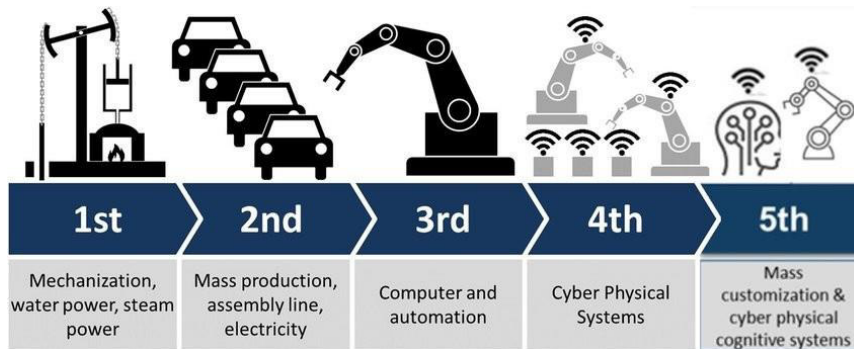 1st
2nd
3rd
4th
5th
Mechanization,
water power, steam
power
Mass production,
assembly line,
electricity
Computer and
automation
Cyber Physical
Systems
Mass
customization &
cyber physical
cognitive systems